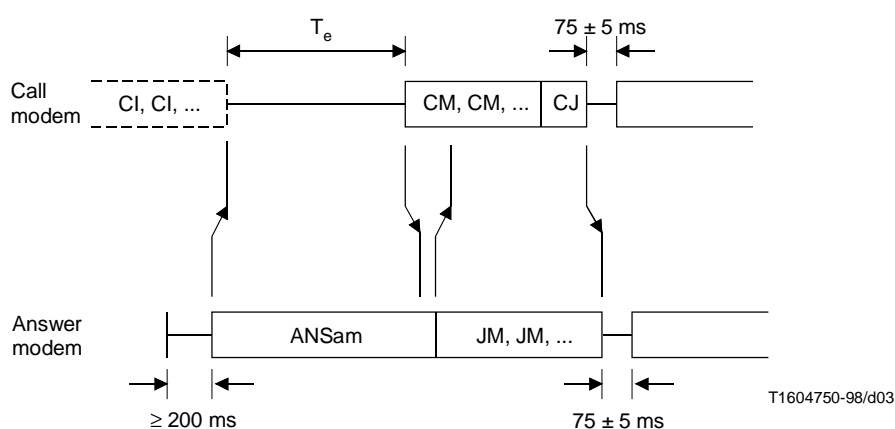 Te
75 ± 5 ms
Call
modem
CI, CI, ...
CM, CM, ...
CJ
Answer
modem
ANSam
JM, JM, ...
≥ 200 ms
75 ± 5 ms
T1604750-98/d03